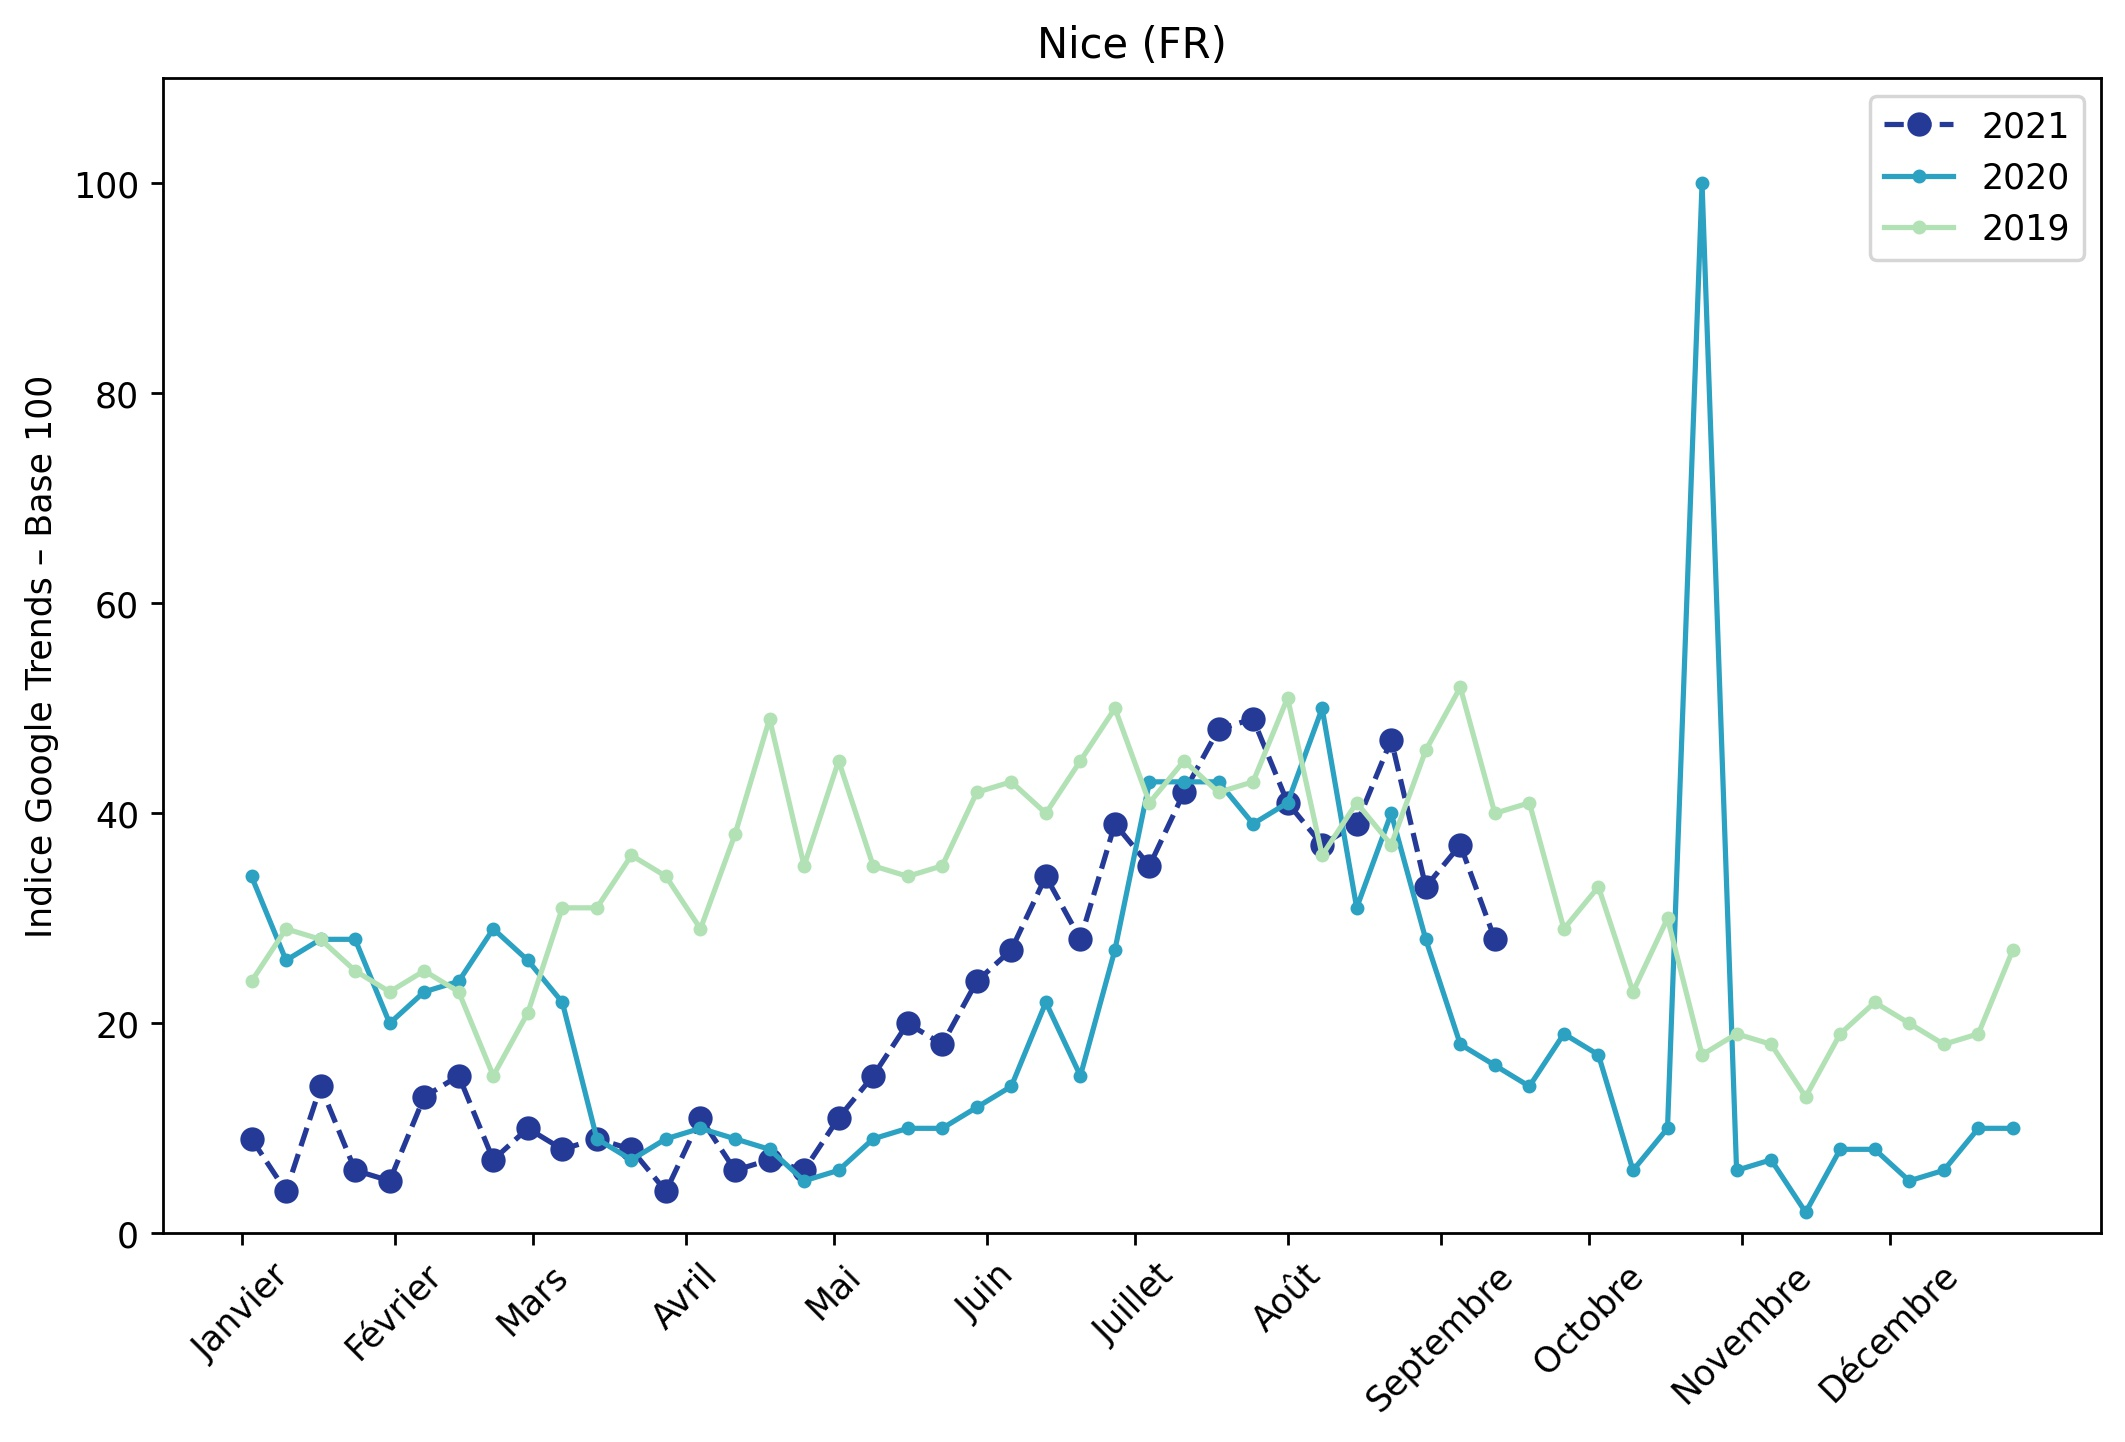 Nice (FR)
Indice Google Trends – Base 100
100
80
60
40
20
0
2021
2020
2019
Janvier
Février
Mars
Avril
Mai
Juin
Juillet
Août
Septembre
Octobre
Novembre
Décembre